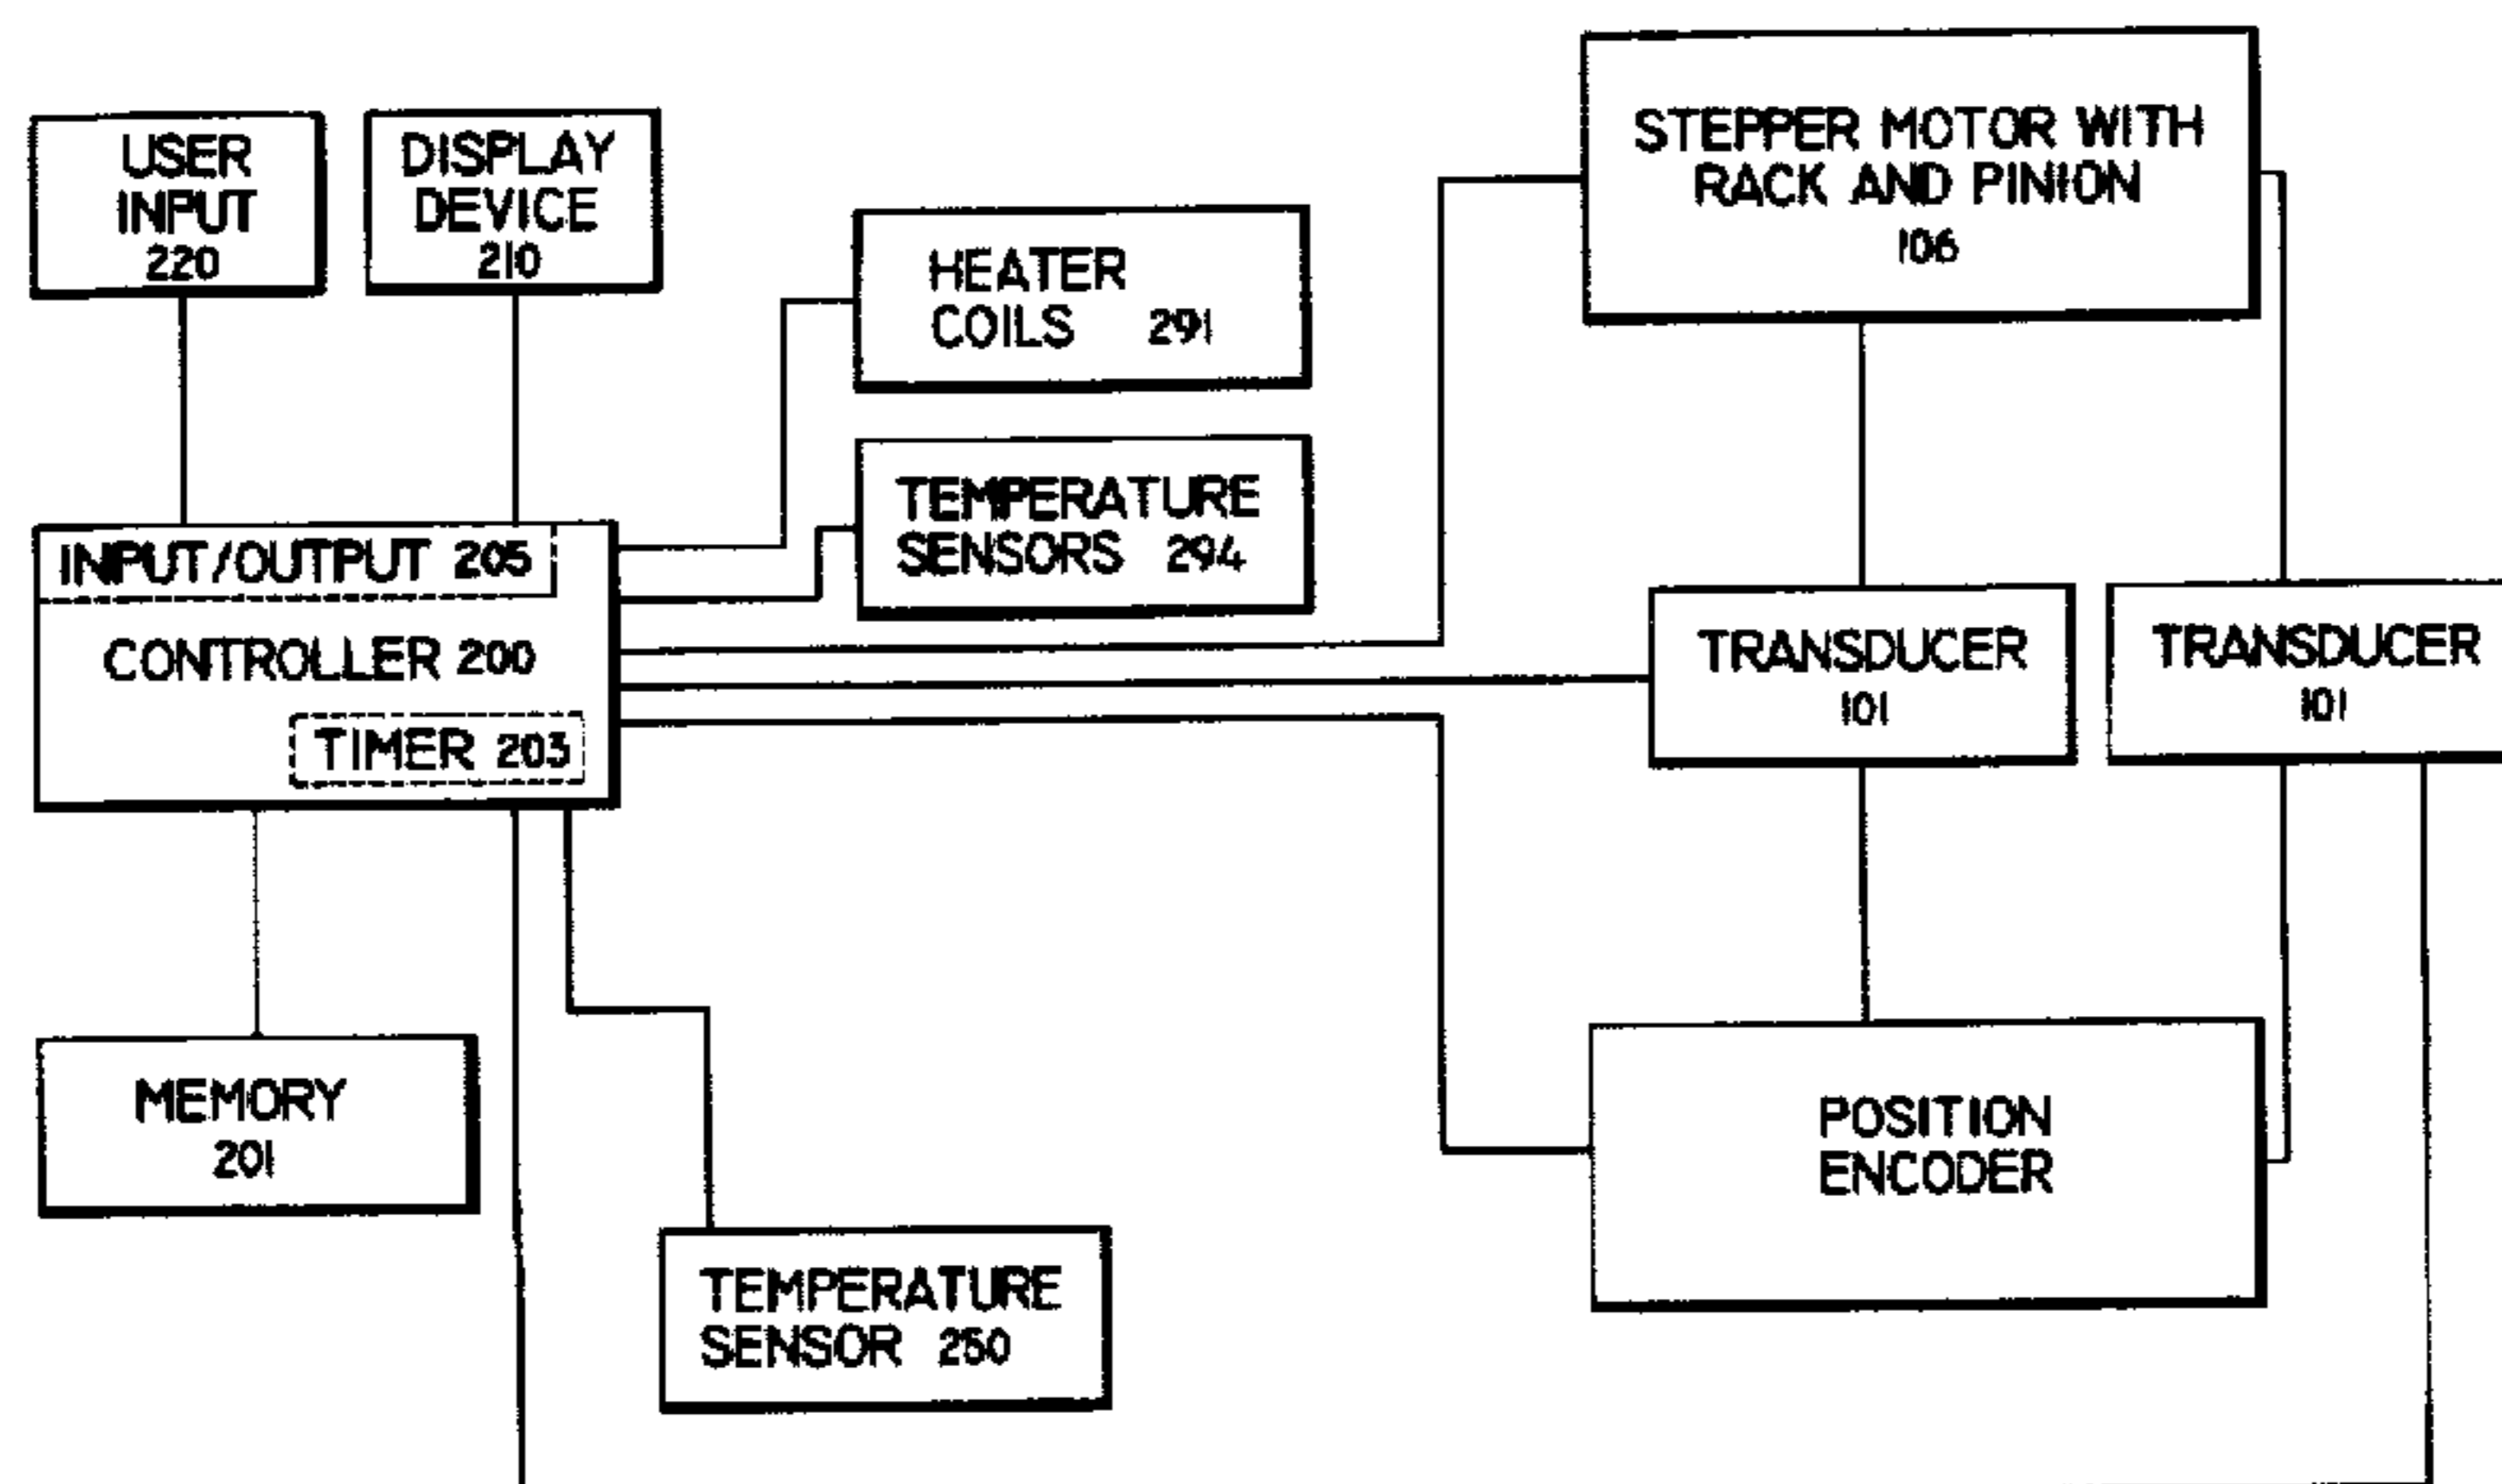 USER
INPUT
220
DISPLAY
DEVICE
210
HEATER
COILS 291
STEPPER MOTOR WITH
RACK AND PINION
106
TEMPERATURE
SENSORS 294
INPUT/OUTPUT 205
CONTROLLER 200
TIMER 203
TRANSDUCER
101
TRANSDUCER
101
MEMORY
201
POSITION
ENCODER
TEMPERATURE
SENSOR 250